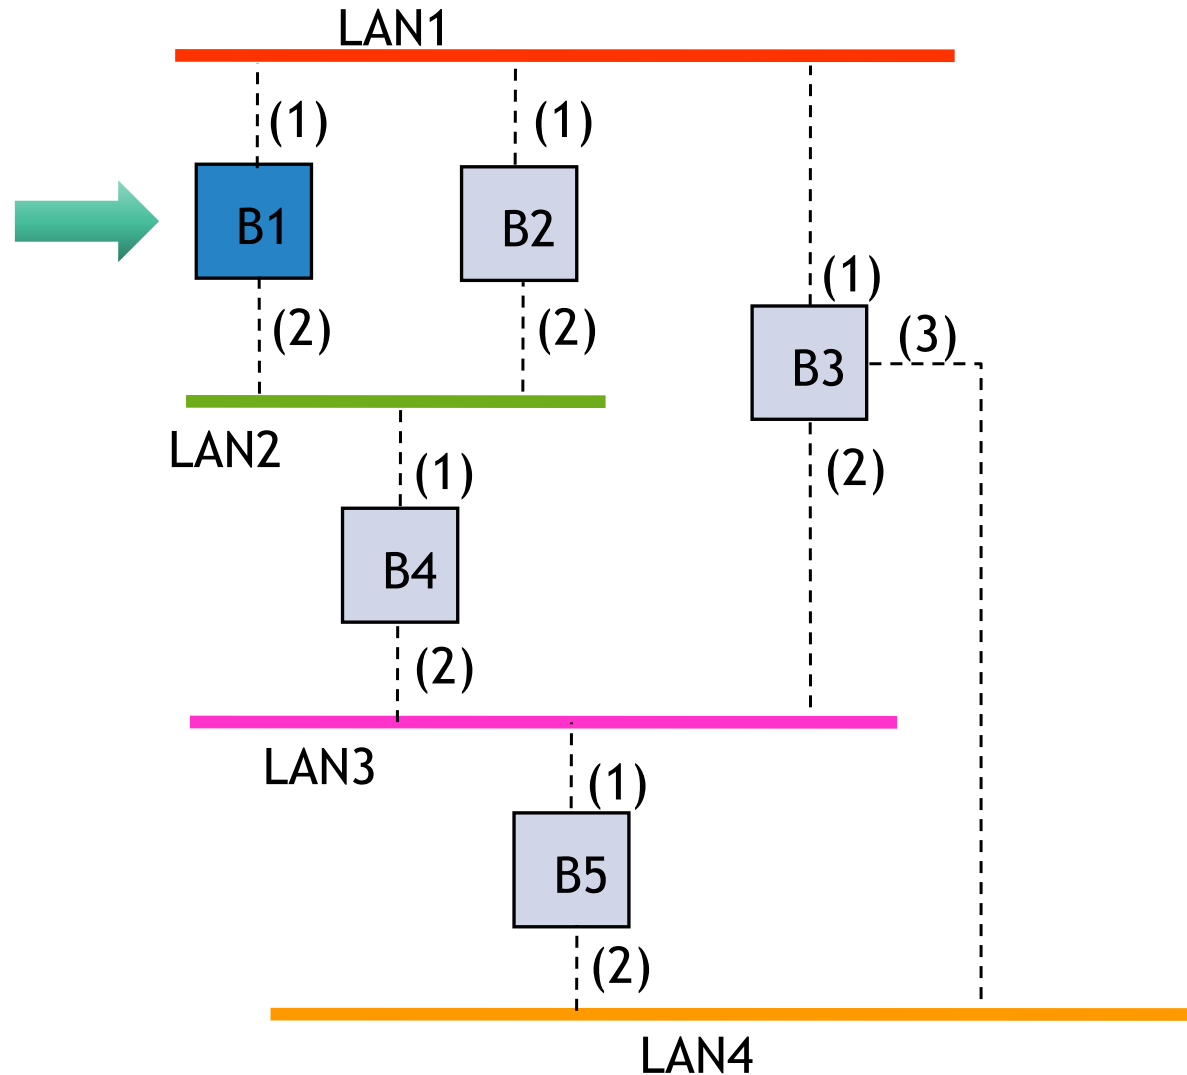 LAN1
(1)
(1)
B1
B2
(1)
(2)
(2)
(3)
B3
LAN2
(1)
(2)
B4
(2)
LAN3
(1)
B5
(2)
LAN4